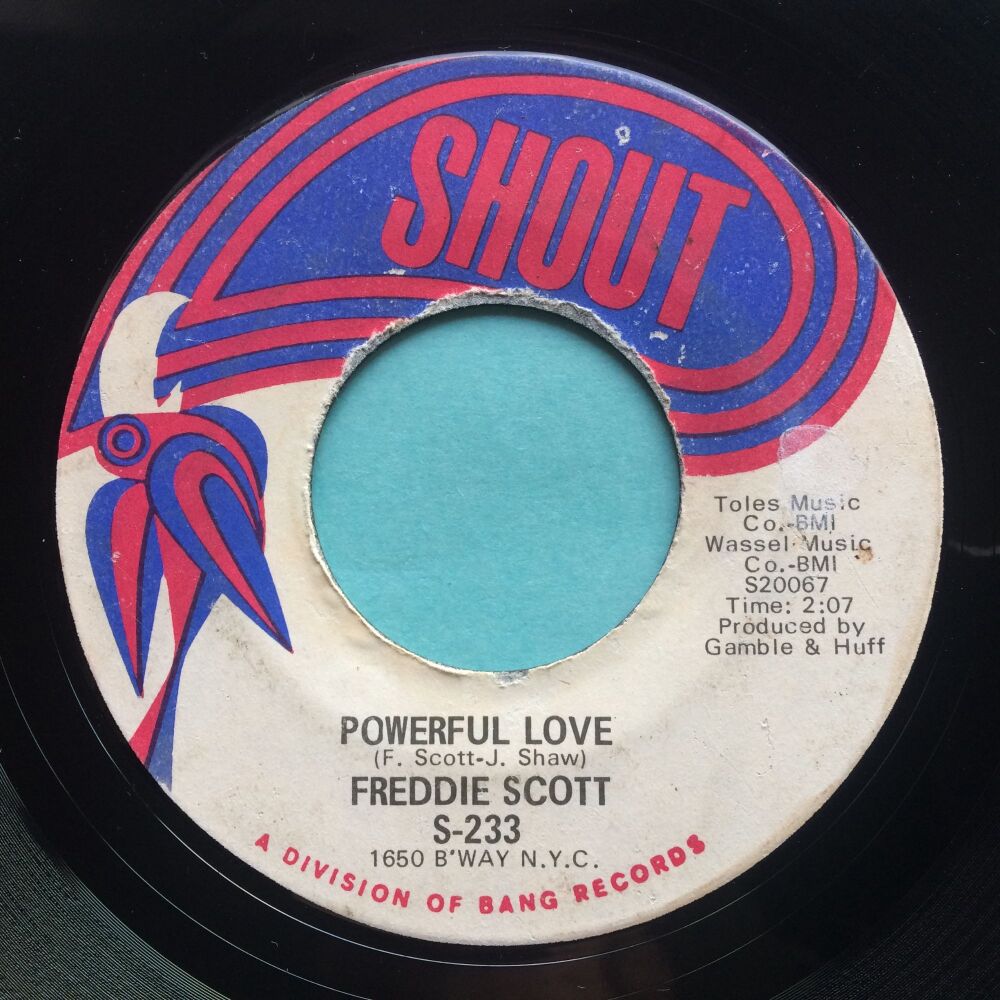 SHOUT
Toles Music
Co.-BMI
Wassel Music
Co.-BMI
S20067
Time: 2:07
Produced by
Gamble & Huff
POWERFUL LOVE
(F. Scott-J. Shaw)
FREDDIE SCOTT
S-233
1650 B'WAY N.Y.C.
A DIVISION OF BANG RECORDS